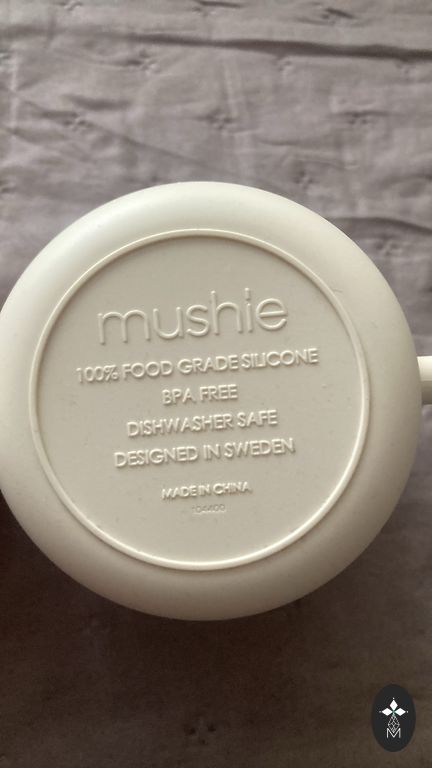 mushie
100% FOOD GRADE SILICONE
BPA FREE
DISHWASHER SAFE
DESIGNED IN SWEDEN
MADE IN CHINA
M